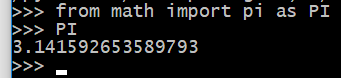 >>> from math import pi as PI
>>> PI
3.141592653589793
>>>